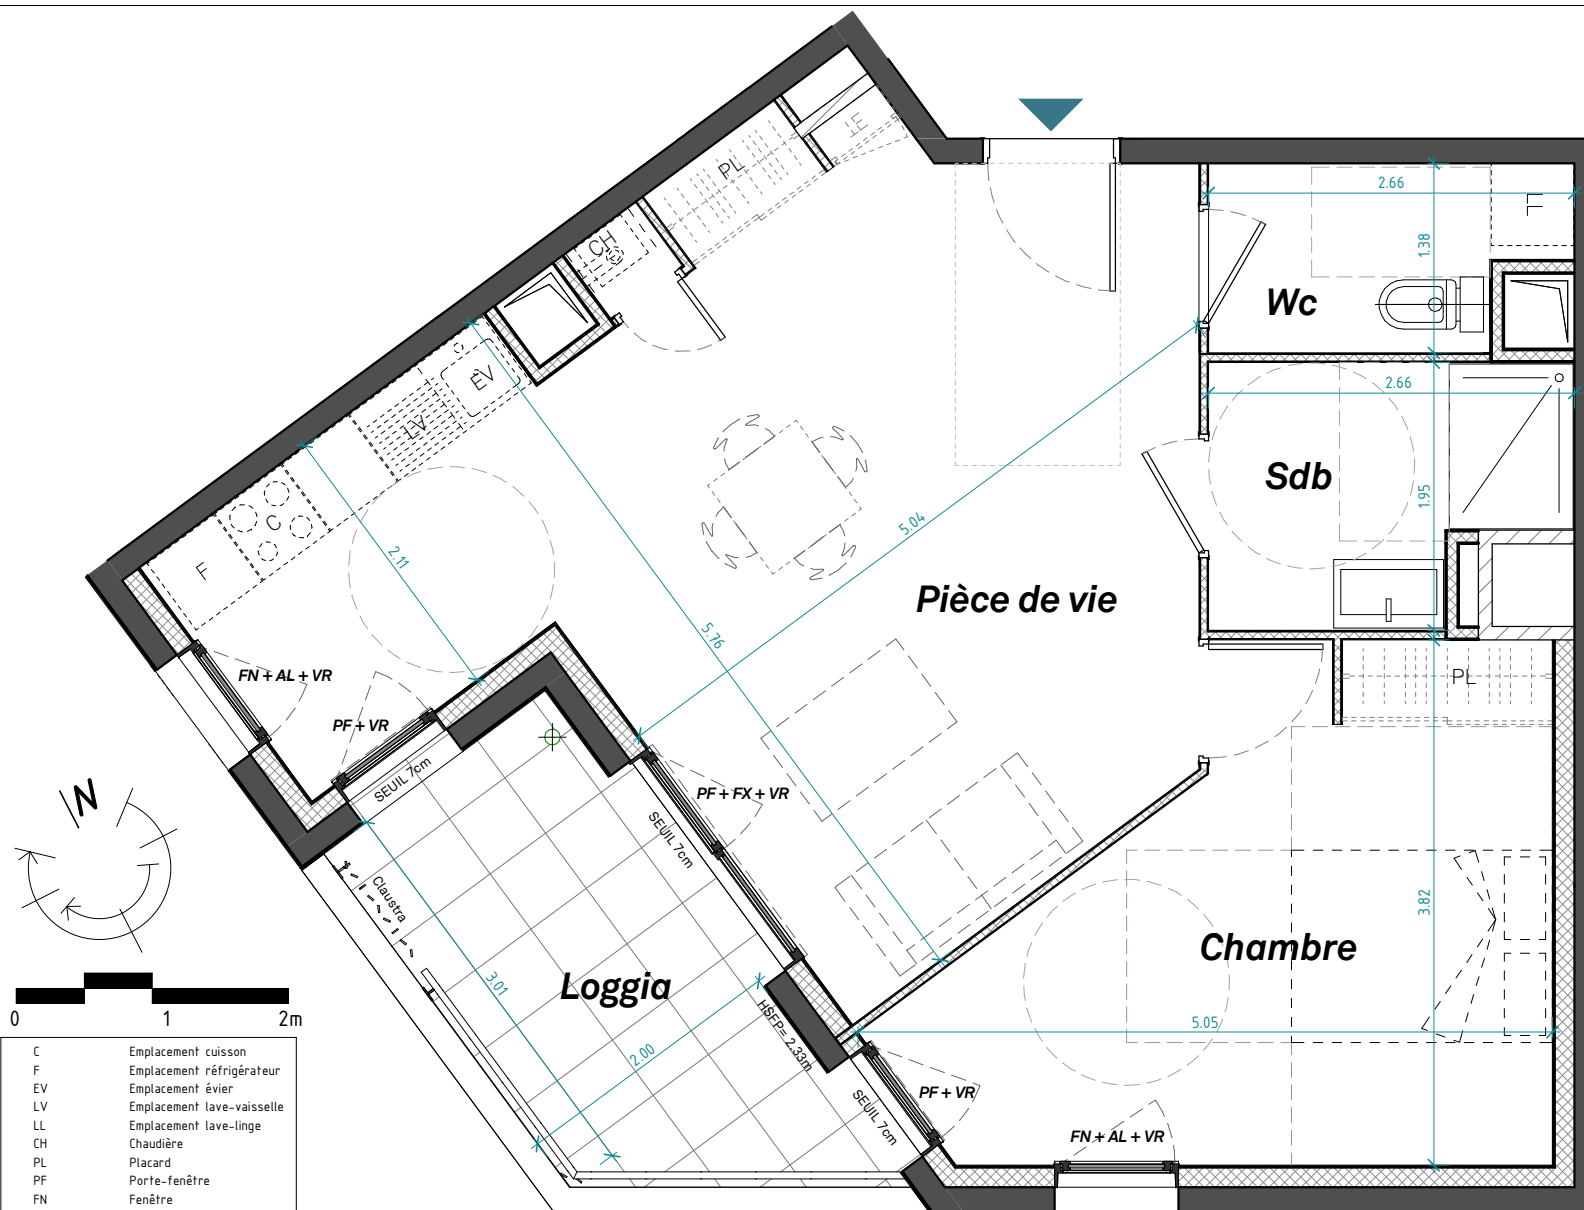 TE
PL
CH
2.66
LL
1.38
Wc
EV
LV
2.66
Sdb
1.95
C
F
2.11
5.04
5.76
Pièce de vie
PL
FN + AL + VR
PF + VR
SEUIL 7cm
PF + FX + VR
SEUIL 7cm
N
Claustra
3.01
Loggia
2.00
HSFP= 2.33m
3.82
Chambre
5.05
SEUIL 7cm
PF + VR
FN + AL + VR
0 1 2m
C Emplacement cuisson
F Emplacement réfrigérateur
EV Emplacement évier
LV Emplacement lave-vaisselle
LL Emplacement lave-linge
CH Chaudière
PL Placard
PF Porte-fenêtre
FN Fenêtre